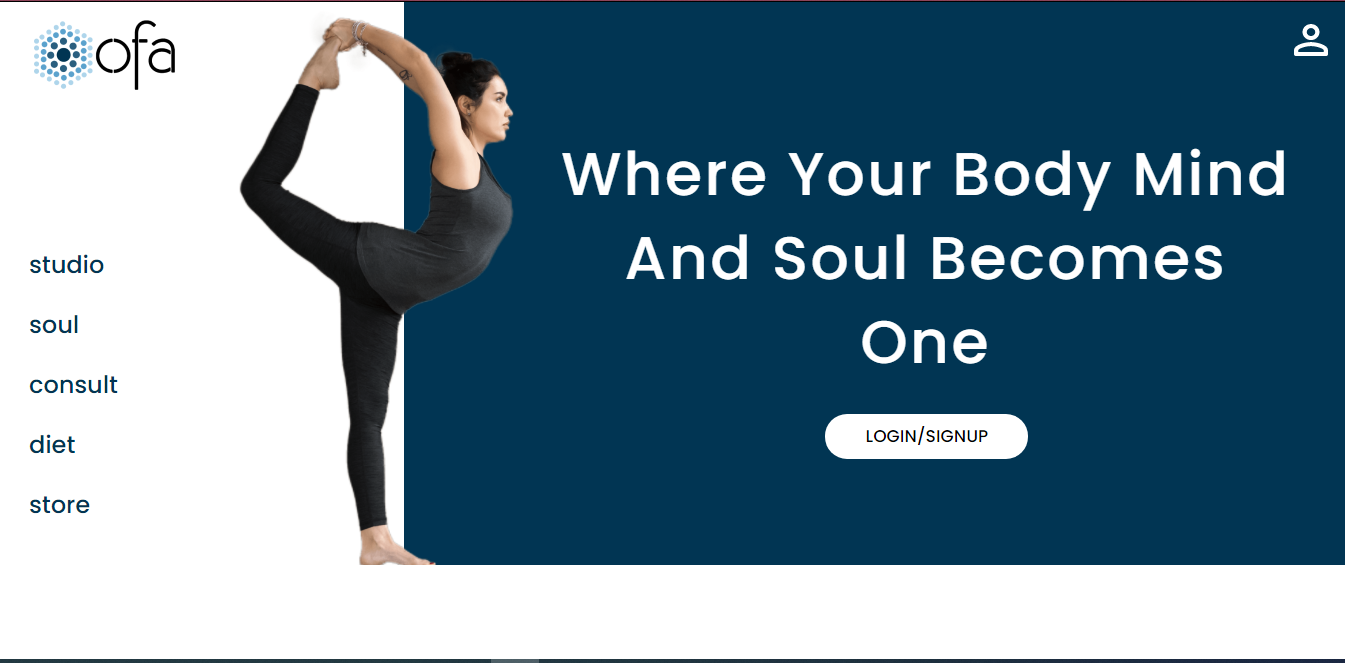 ofa
studio
soul
consult
diet
store
Where Your Body Mind
And Soul Becomes
One
LOGIN/SIGNUP